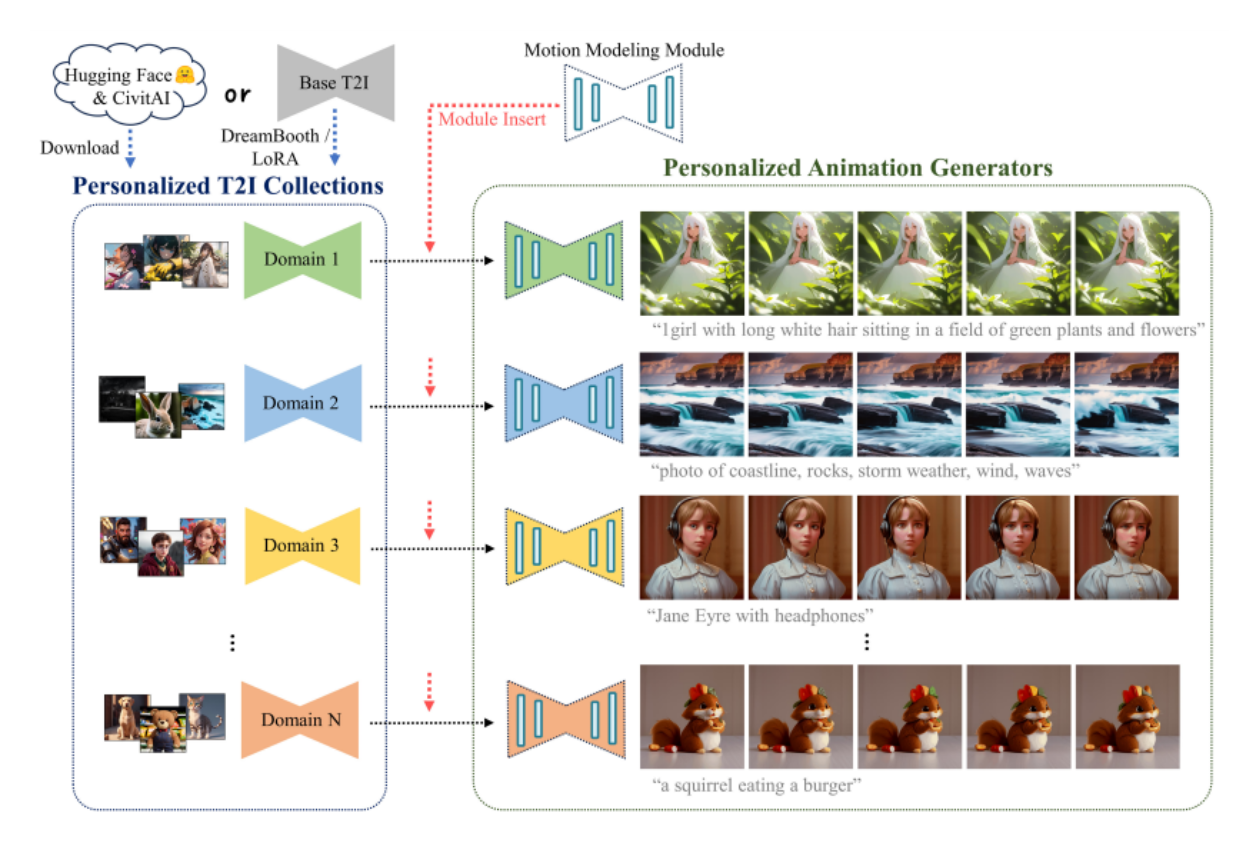 Motion Modeling Module
Hugging Face 🤗
& CivitAI
or
Base T2I
Module Insert
Download
DreamBooth /
LoRA
Personalized T2I Collections
Personalized Animation Generators
Domain 1
“1girl with long white hair sitting in a field of green plants and flowers”
Domain 2
“photo of coastline, rocks, storm weather, wind, waves”
Domain 3
“Jane Eyre with headphones”
⋮
⋮
Domain N
“a squirrel eating a burger”